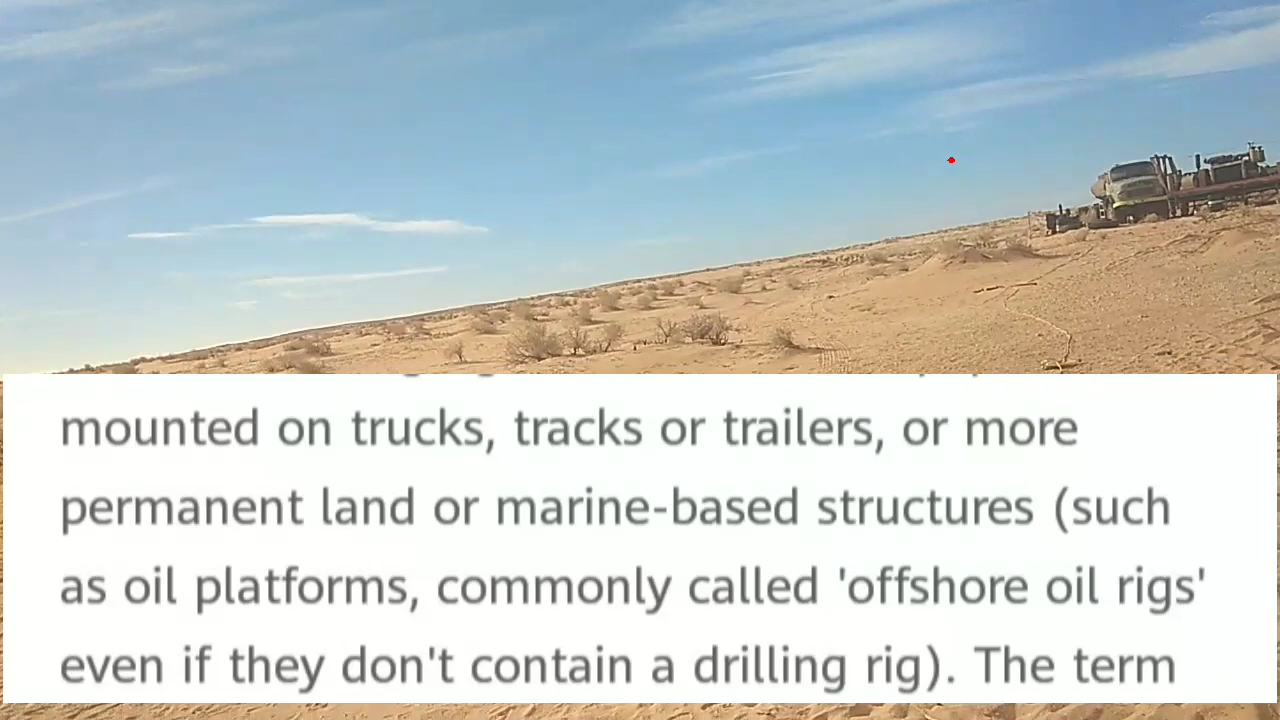 mounted on trucks, tracks or trailers, or more
permanent land or marine-based structures (such
as oil platforms, commonly called 'offshore oil rigs'
even if they don't contain a drilling rig). The term